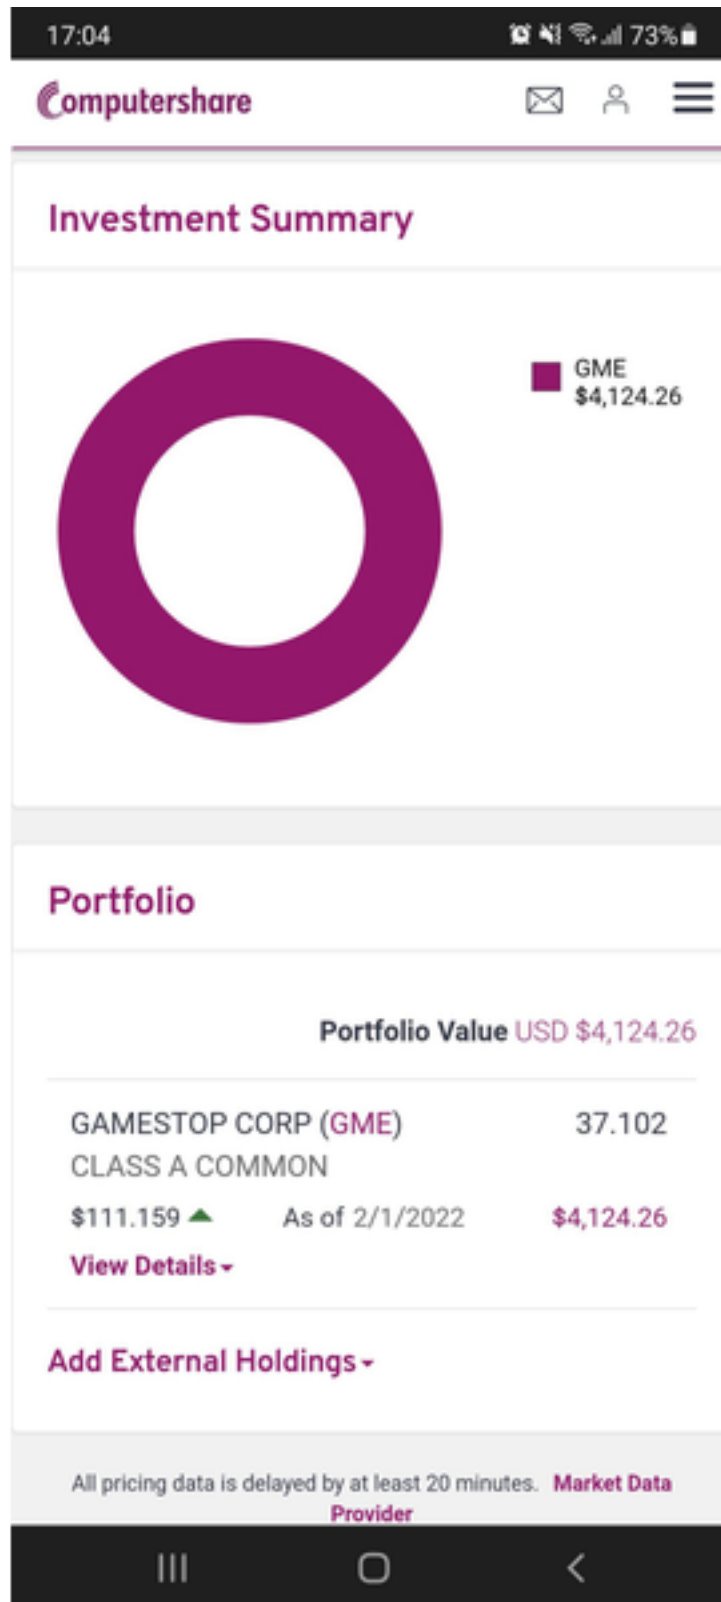 17:04 73%
Computershare
Investment Summary
GME
$4,124.26
Portfolio
Portfolio Value USD $4,124.26
GAMESTOP CORP (GME) 37.102
CLASS A COMMON
$111.159 As of 2/1/2022 $4,124.26
View Details
Add External Holdings
All pricing data is delayed by at least 20 minutes. Market Data
Provider